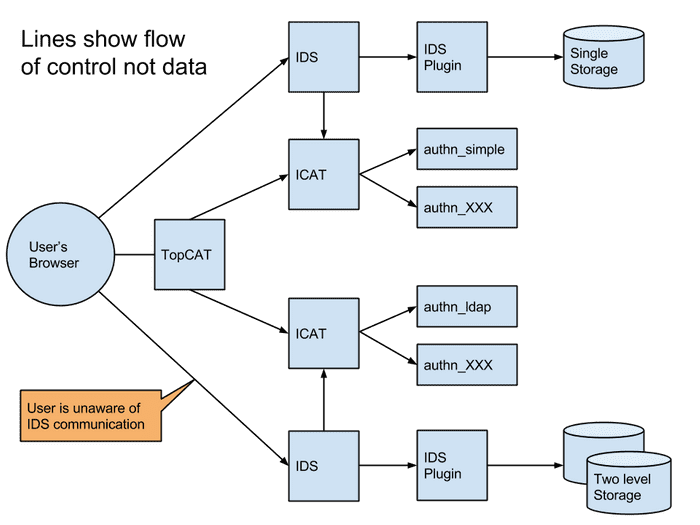 Lines show flow
of control not data
IDS
IDS
Plugin
Single
Storage
ICAT
authn_simple
authn_XXX
User's
Browser
TopCAT
ICAT
authn_ldap
authn_XXX
User is unaware of
IDS communication
IDS
IDS
Plugin
Two level
Storage